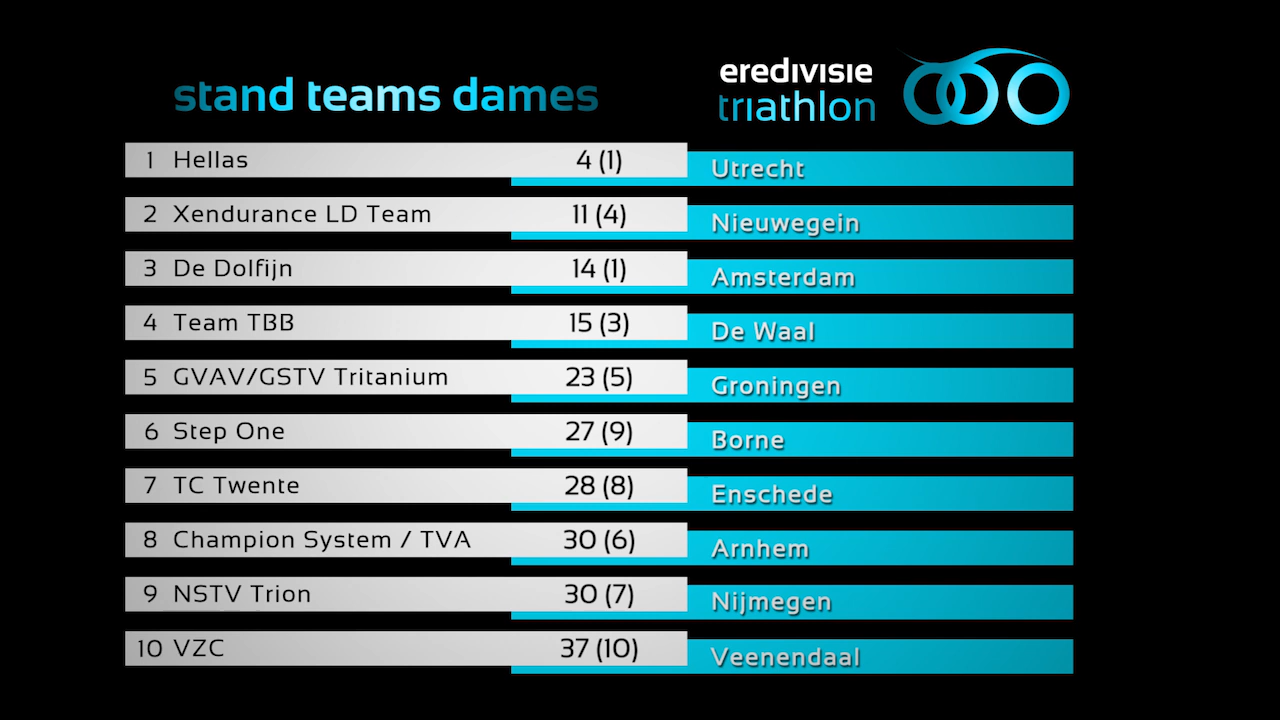 stand teams dames
eredivisie
triathlon
1 Hellas 4 (1) Utrecht
2 Xendurance LD Team 11 (4) Nieuwegein
3 De Dolfijn 14 (1) Amsterdam
4 Team TBB 15 (3) De Waal
5 GVAV/GSTV Tritanium 23 (5) Groningen
6 Step One 27 (9) Borne
7 TC Twente 28 (8) Enschede
8 Champion System / TVA 30 (6) Arnhem
9 NSTV Trion 30 (7) Nijmegen
10 VZC 37 (10) Veenendaal